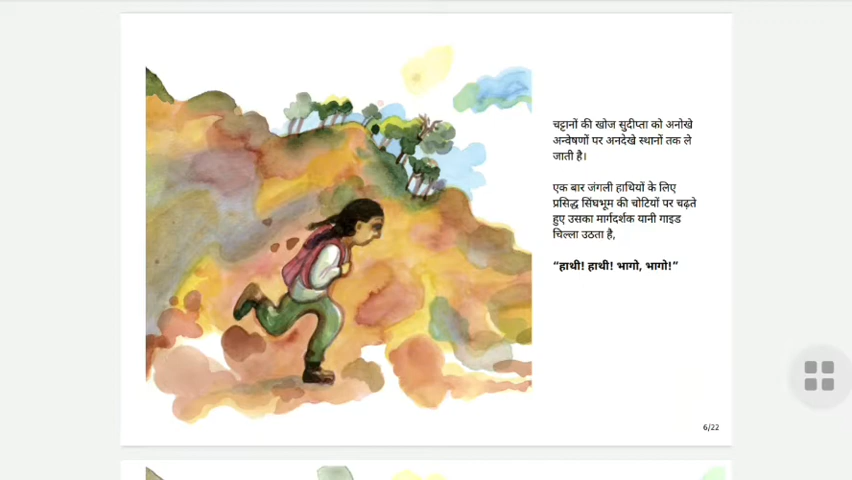 चट्टानों की खोज सुदीप्ता को अनोखे
अन्वेषणों पर अनदेखे स्थानों तक ले
जाती है।
एक बार जंगली हाथियों के लिए
प्रसिद्ध सिंघभूम की चोटियों पर चढ़ते
हुए उसका मार्गदर्शक यानी गाइड
चिल्ला उठता है,
“हाथी! हाथी! भागो, भागो!”
6/22